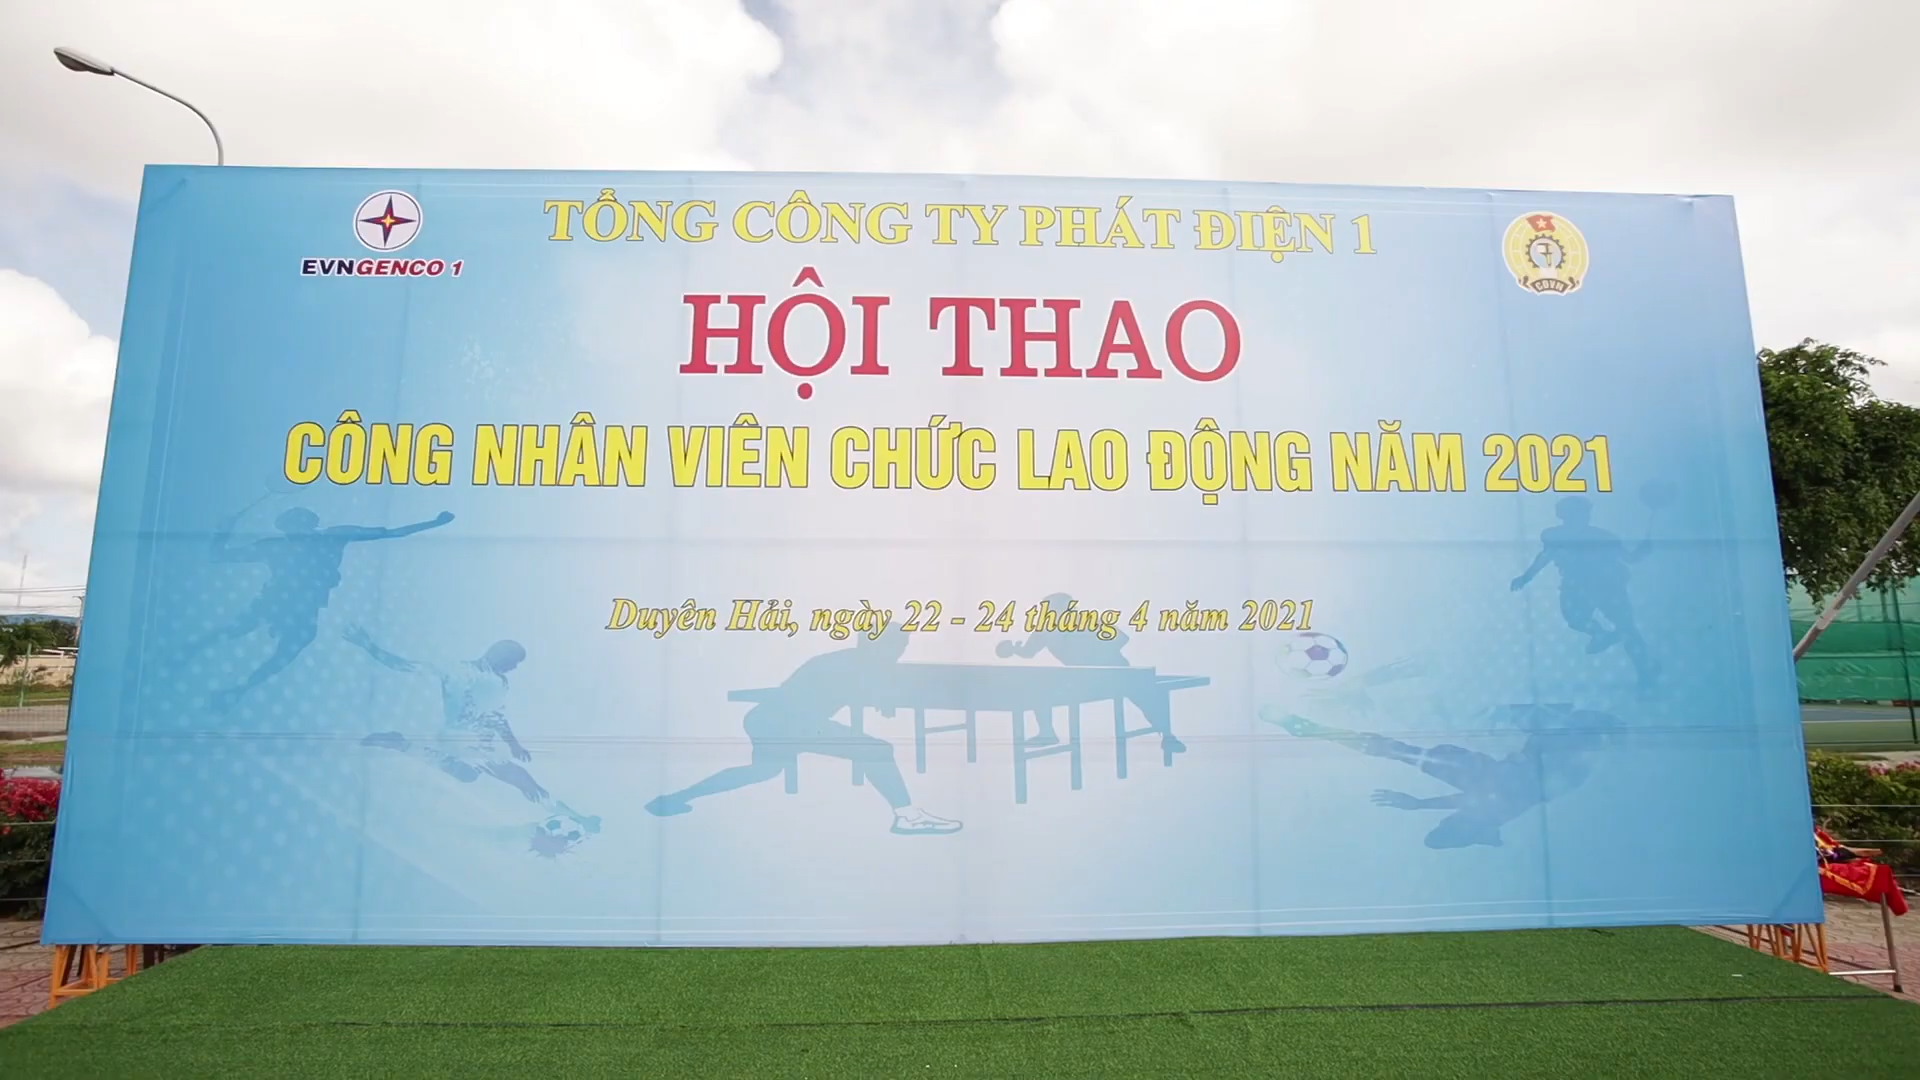 TỔNG CÔNG TY PHÁT ĐIỆN 1
EVNGENCO 1
CĐVN
HỘI THAO
CÔNG NHÂN VIÊN CHỨC LAO ĐỘNG NĂM 2021
Duyên Hải, ngày 22 - 24 tháng 4 năm 2021